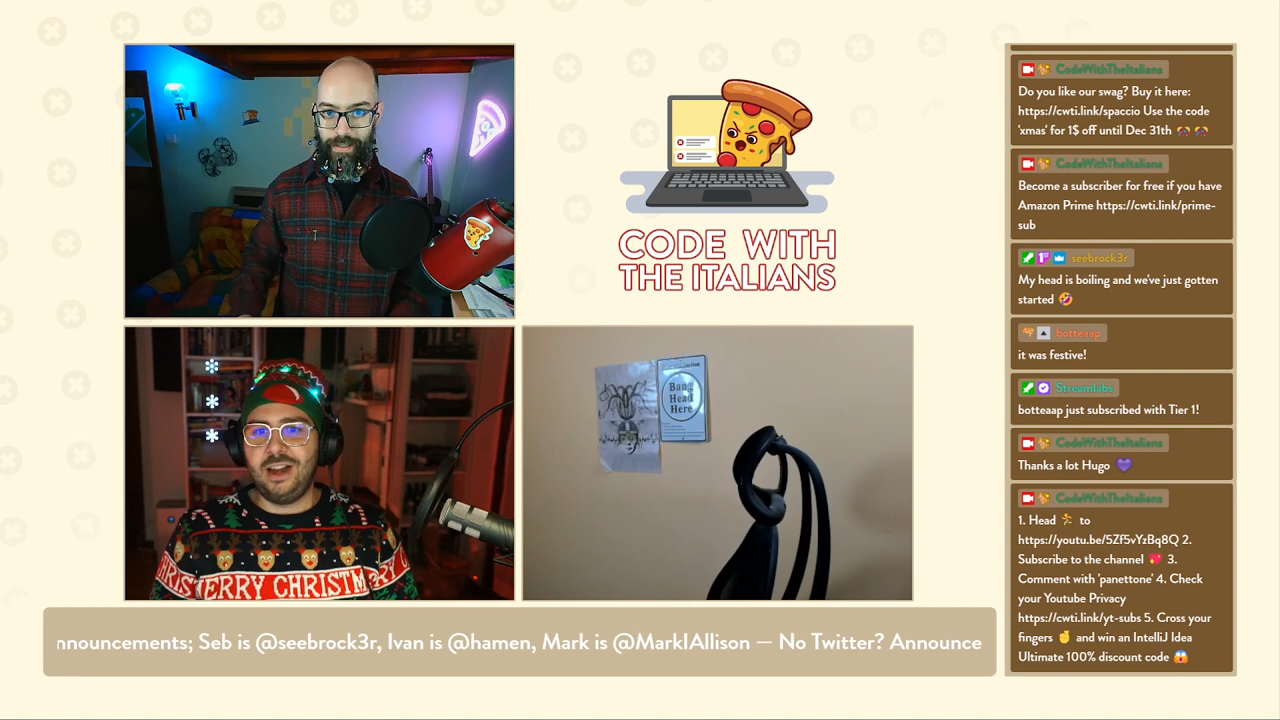 CODE WITH
THE ITALIANS
Bang
Head
Here
MERRY CHRISTM
nnouncements; Seb is @seebrock3r, Ivan is @hamen, Mark is @MarkIAllison — No Twitter? Announce
CodeWithTheItalians
Do you like our swag? Buy it here:
https://cwti.link/spaccio Use the code
'xmas' for 1$ off until Dec 31th
CodeWithTheItalians
Become a subscriber for free if you have
Amazon Prime https://cwti.link/prime-
sub
seebrock3r
My head is boiling and we've just gotten
started 🤣
botteaap
it was festive!
Streamlabs
botteaap just subscribed with Tier 1!
CodeWithTheItalians
Thanks a lot Hugo 💜
CodeWithTheItalians
1. Head 🏃 to
https://youtu.be/5Zf5vYzBq8Q 2.
Subscribe to the channel 💖 3.
Comment with 'panettone' 4. Check
your Youtube Privacy
https://cwti.link/yt-subs 5. Cross your
fingers 🤞 and win an IntelliJ Idea
Ultimate 100% discount code 😱